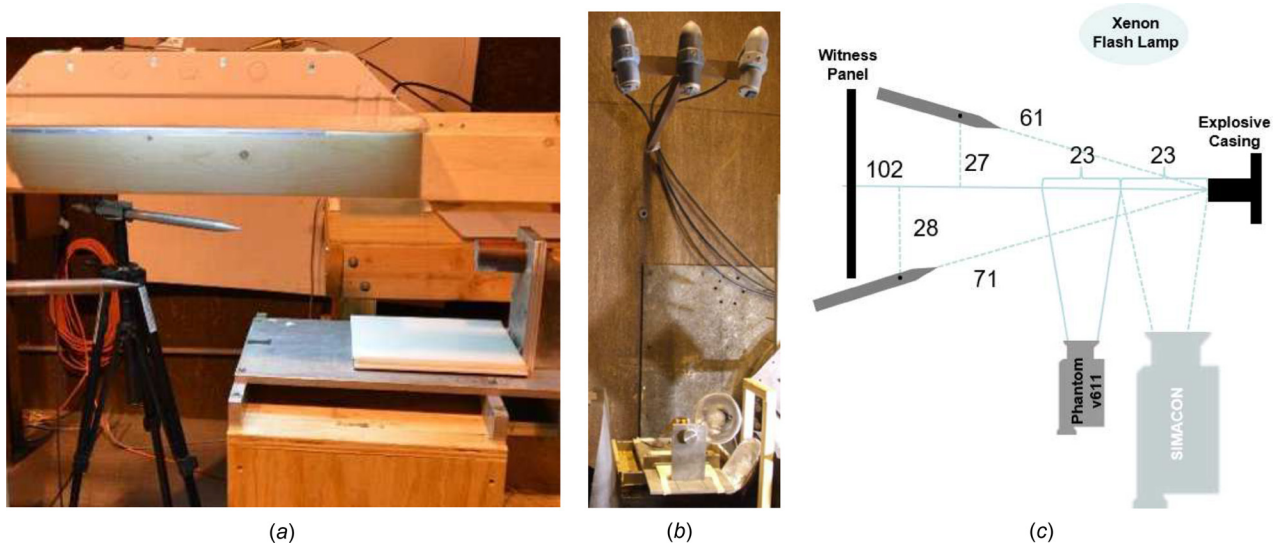 Xenon
Flash Lamp
Witness
Panel
61
Explosive
Casing
27
23
23
102
28
71
Phantom
v611
SIMACON
(a)
(b)
(c)